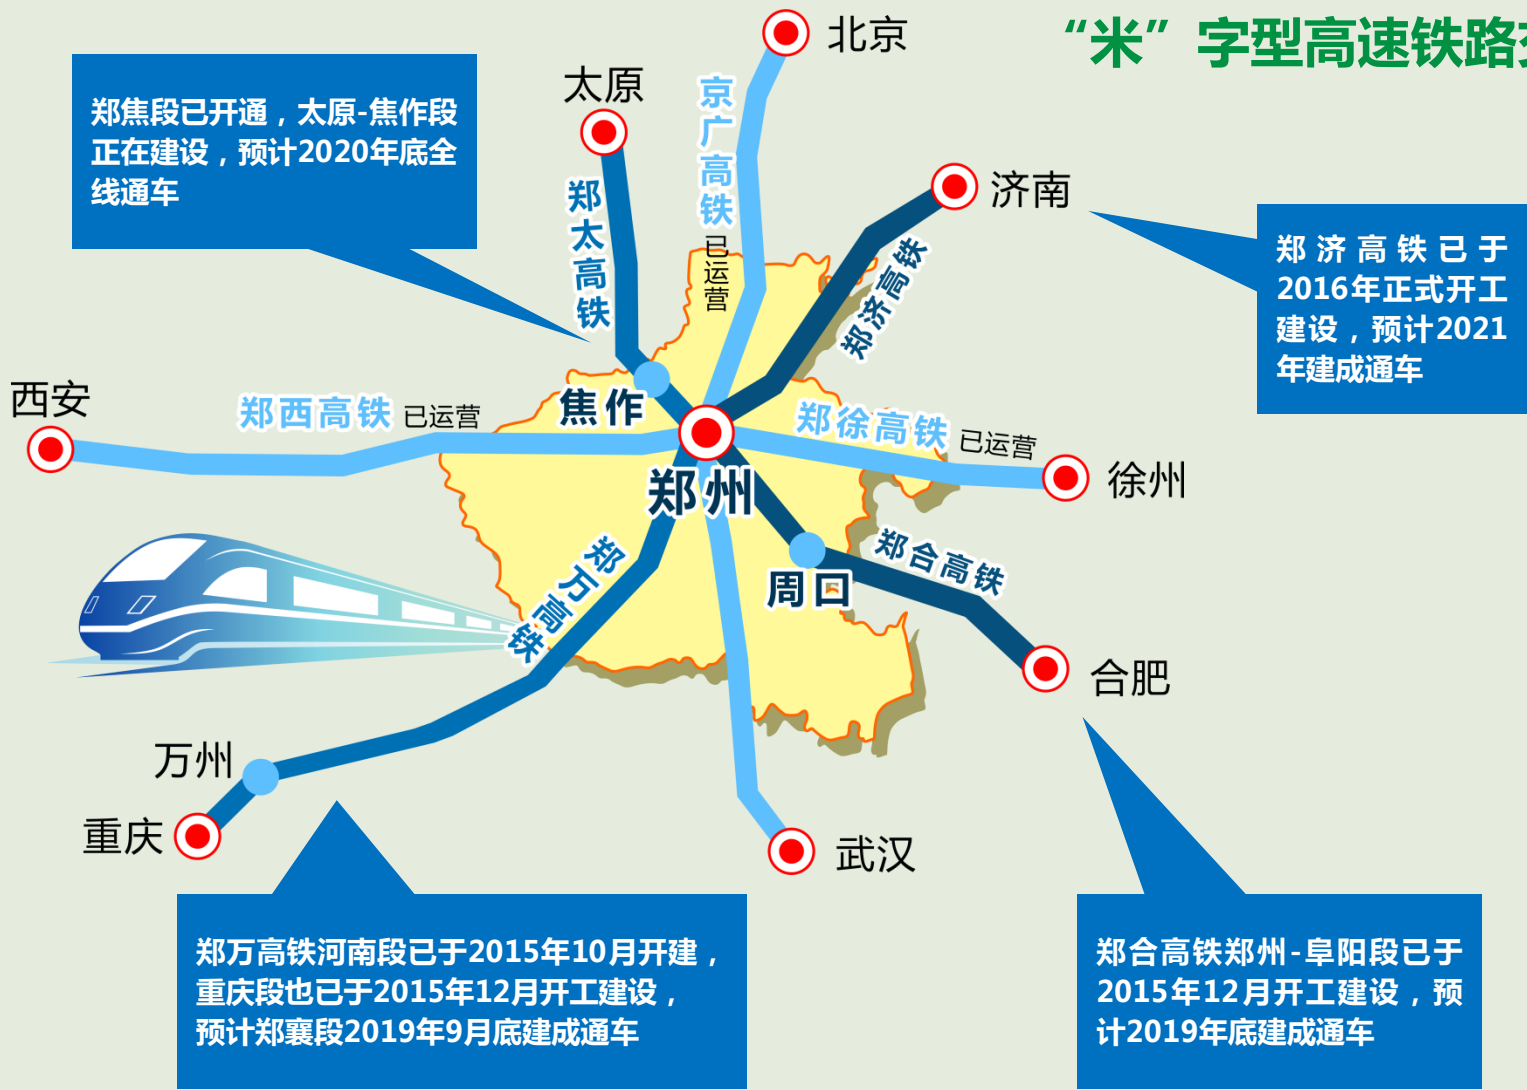 “米”字型高速铁路
北京
太原
京广高铁
已运营
郑焦段已开通，太原-焦作段
正在建设，预计2020年底全
线通车
郑太高铁
济南
郑济高铁
郑济高铁已于
2016年正式开工
建设，预计2021
年建成通车
西安
郑西高铁 已运营
焦作
郑徐高铁 已运营
徐州
郑州
郑万高铁
周口
郑合高铁
合肥
万州
重庆
武汉
郑万高铁河南段已于2015年10月开建，
重庆段也已于2015年12月开工建设，
预计郑襄段2019年9月底建成通车
郑合高铁郑州-阜阳段已于
2015年12月开工建设，预
计2019年底建成通车